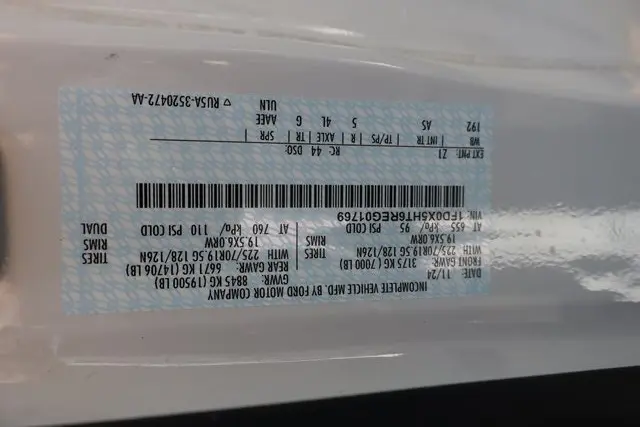 INCOMPLETE VEHICLE MFD. BY FORD MOTOR COMPANY
DATE: 11/24 GVWR: 8845 KG (19500 LB)
FRONT GAWR: 3175 KG (7000 LB) REAR GAWR: 6671 KG (14706 LB)
WITH 225/70R19.5G 128/126N TIRES WITH 225/70R19.5G 128/126N TIRES
19.5X6.0RW RIMS 19.5X6.0RW RIMS
AT 655 kPa/ 95 PSI COLD AT 760 kPa/ 110 PSI COLD DUAL
VIN: 1FD0X5HT6REG01769
EXT PNT: Z1 RC: 44 DSO:
WB INT TR TP/PS R AXLE TR SPR
192 AS 5 4L G AAEE
ULN
▽ RU5A-3520472-AA